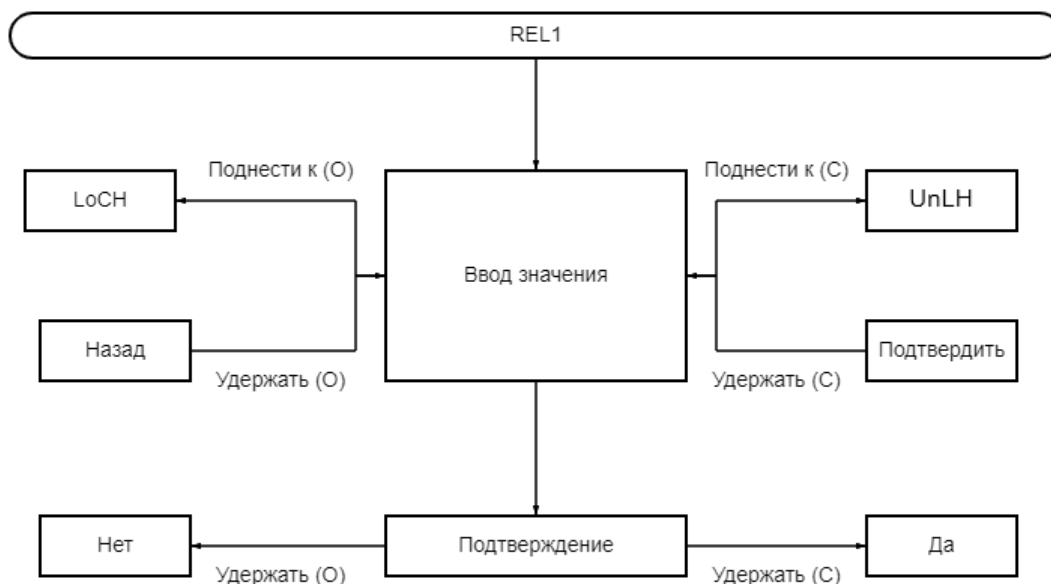 REL1
Поднести к (O)
Поднести к (C)
LoCH
UnLH
Ввод значения
Назад
Подтвердить
Удержать (O)
Удержать (C)
Нет
Подтверждение
Да
Удержать (O)
Удержать (C)